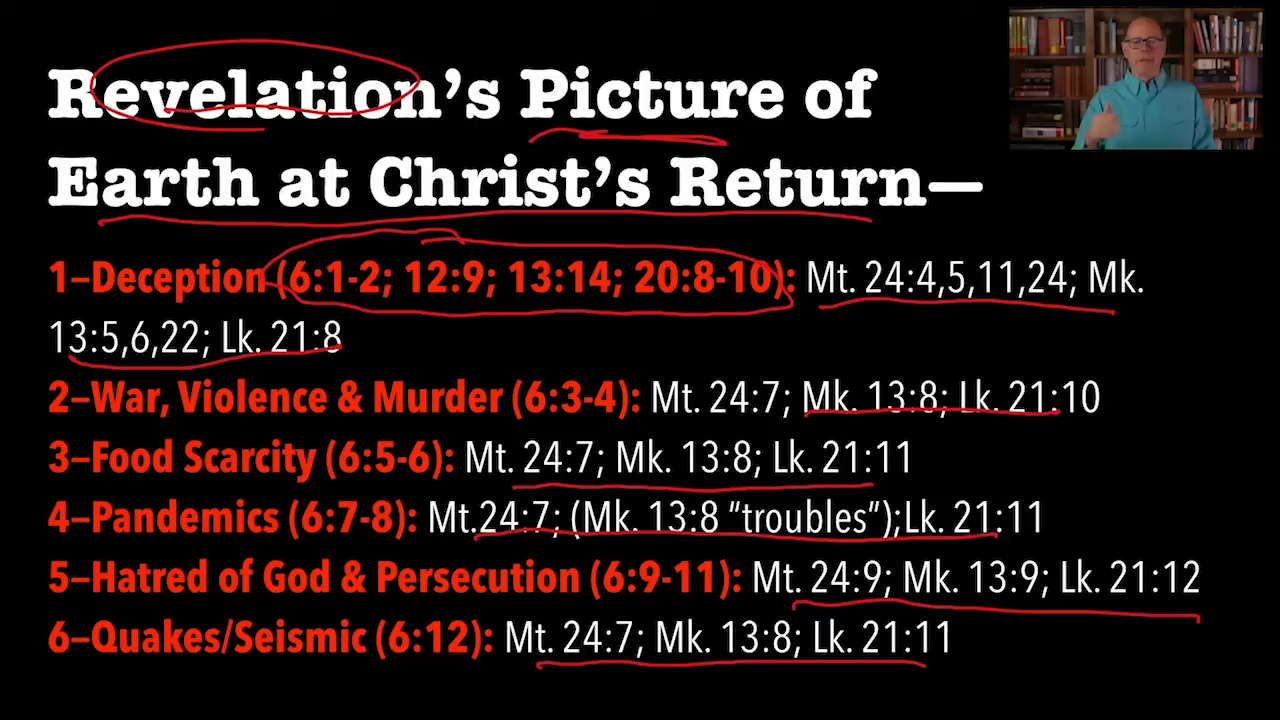 Revelation’s Picture of
Earth at Christ’s Return—
1–Deception (6:1-2; 12:9; 13:14; 20:8-10): Mt. 24:4,5,11,24; Mk.
13:5,6,22; Lk. 21:8
2–War, Violence & Murder (6:3-4): Mt. 24:7; Mk. 13:8; Lk. 21:10
3–Food Scarcity (6:5-6): Mt. 24:7; Mk. 13:8; Lk. 21:11
4–Pandemics (6:7-8): Mt.24:7; (Mk. 13:8 “troubles“);Lk. 21:11
5–Hatred of God & Persecution (6:9-11): Mt. 24:9; Mk. 13:9; Lk. 21:12
6–Quakes/Seismic (6:12): Mt. 24:7; Mk. 13:8; Lk. 21:11